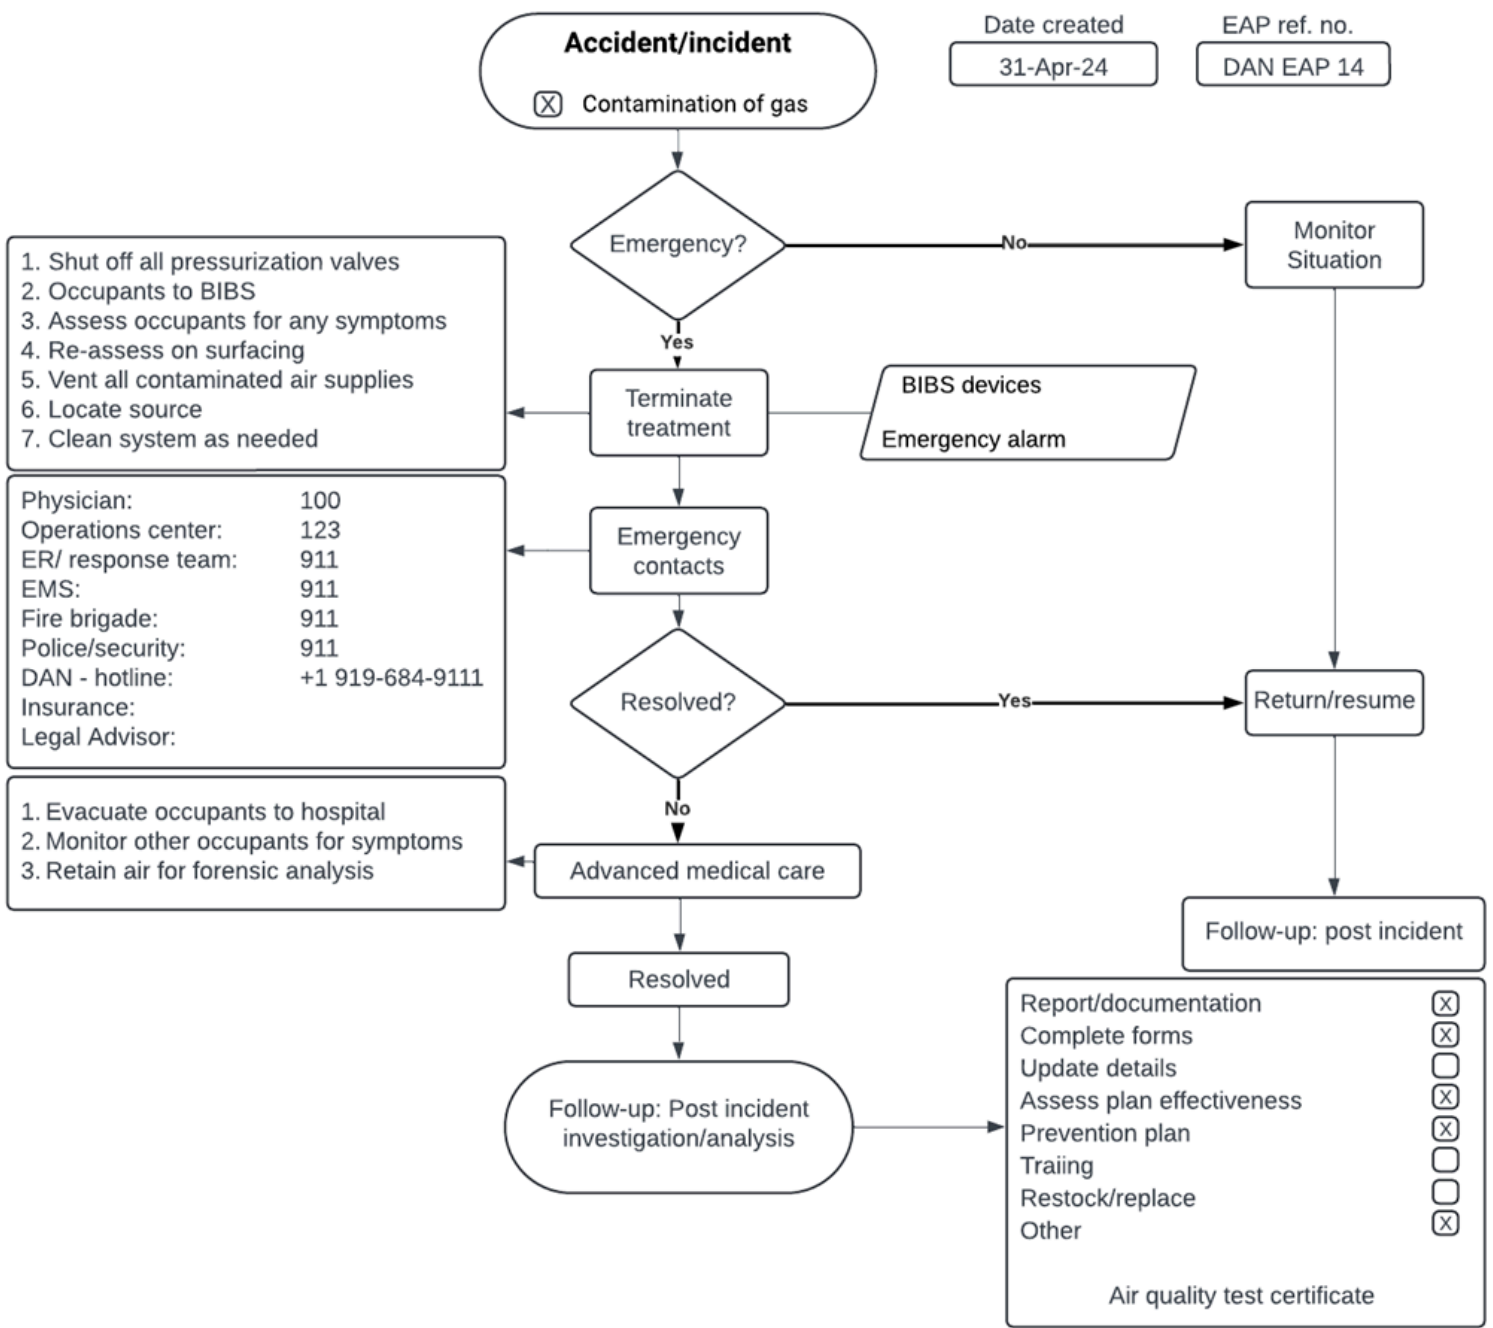 Accident/incident
X Contamination of gas
Date created
31-Apr-24
EAP ref. no.
DAN EAP 14
Emergency?
No
Monitor
Situation
Yes
1. Shut off all pressurization valves
2. Occupants to BIBS
3. Assess occupants for any symptoms
4. Re-assess on surfacing
5. Vent all contaminated air supplies
6. Locate source
7. Clean system as needed
Terminate
treatment
BIBS devices
Emergency alarm
Physician: 100
Operations center: 123
ER/ response team: 911
EMS: 911
Fire brigade: 911
Police/security: 911
DAN - hotline: +1 919-684-9111
Insurance:
Legal Advisor:
Emergency
contacts
Resolved?
Yes
Return/resume
No
1. Evacuate occupants to hospital
2. Monitor other occupants for symptoms
3. Retain air for forensic analysis
Advanced medical care
Resolved
Follow-up: Post incident
investigation/analysis
Follow-up: post incident
Report/documentation X
Complete forms X
Update details
Assess plan effectiveness X
Prevention plan X
Traiing
Restock/replace
Other X
Air quality test certificate